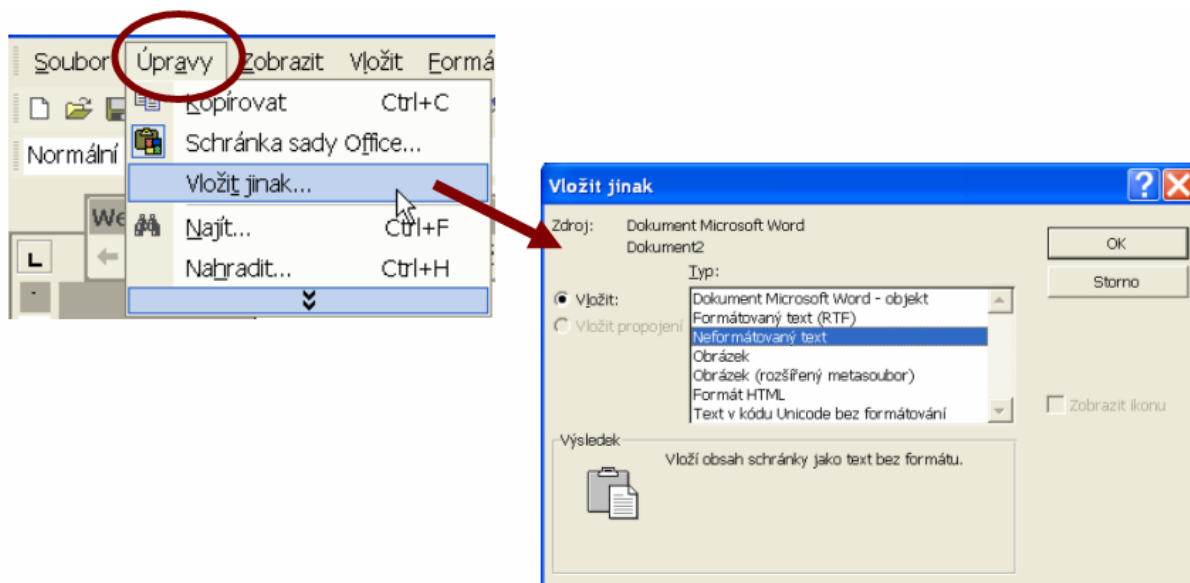 Soubor Úpravy Zobrazit Vložit Formá
Kopírovat Ctrl+C
Schránka sady Office...
Normální
Vložit jinak...
We
Najít... Ctrl+F
L
Nahradit... Ctrl+H
Vložit jinak
Zdroj: Dokument Microsoft Word
Dokument2
OK
Typ:
Storno
Vložit:
Vložit propojení
Dokument Microsoft Word - objekt
Formátovaný text (RTF)
Neformátovaný text
Obrázek
Obrázek (rozšířený metasoubor)
Formát HTML
Text v kódu Unicode bez formátování
Zobrazit ikonu
Výsledek
Vloží obsah schránky jako text bez formátu.